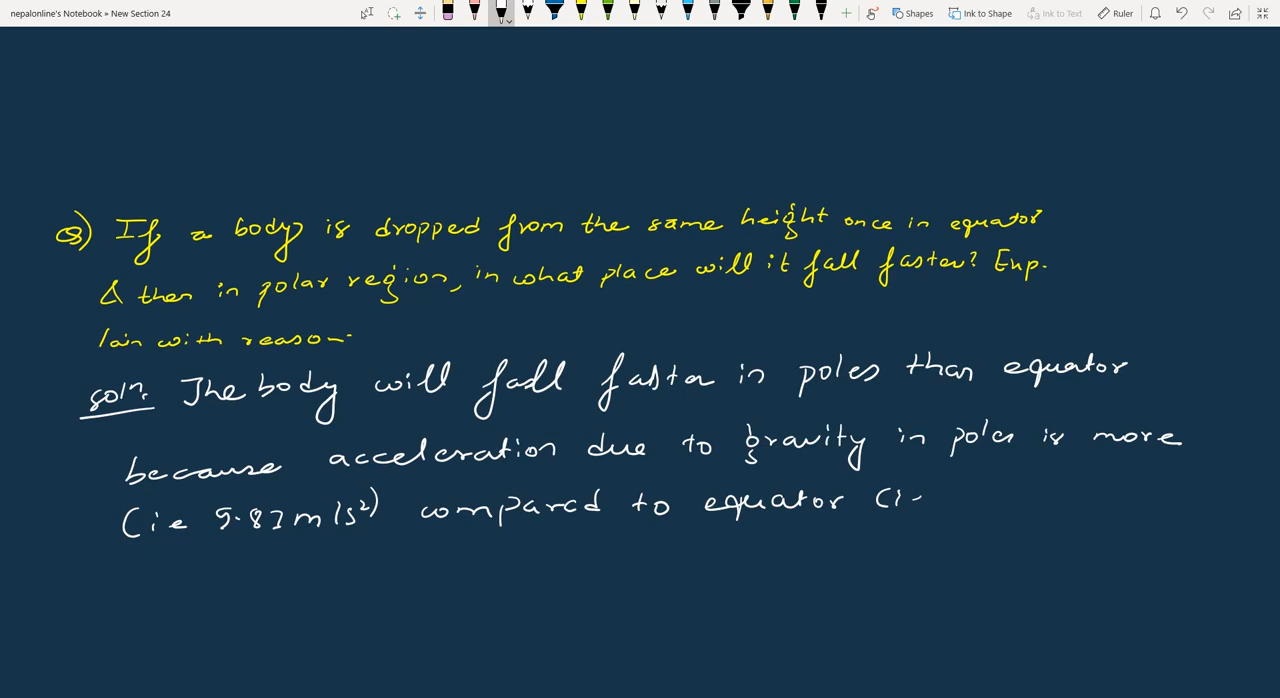 nepalonline's Notebook » New Section 24
Shapes Ink to Shape Ink to Text Ruler
Q) If a body is dropped from the same height once in equator
& then in polar region, in what place will it fall faster? Exp-
lain with reason.
soln. The body will fall faster in poles than equator
because acceleration due to gravity in poles is more
(ie 9.83 m/s²) compared to equator (i